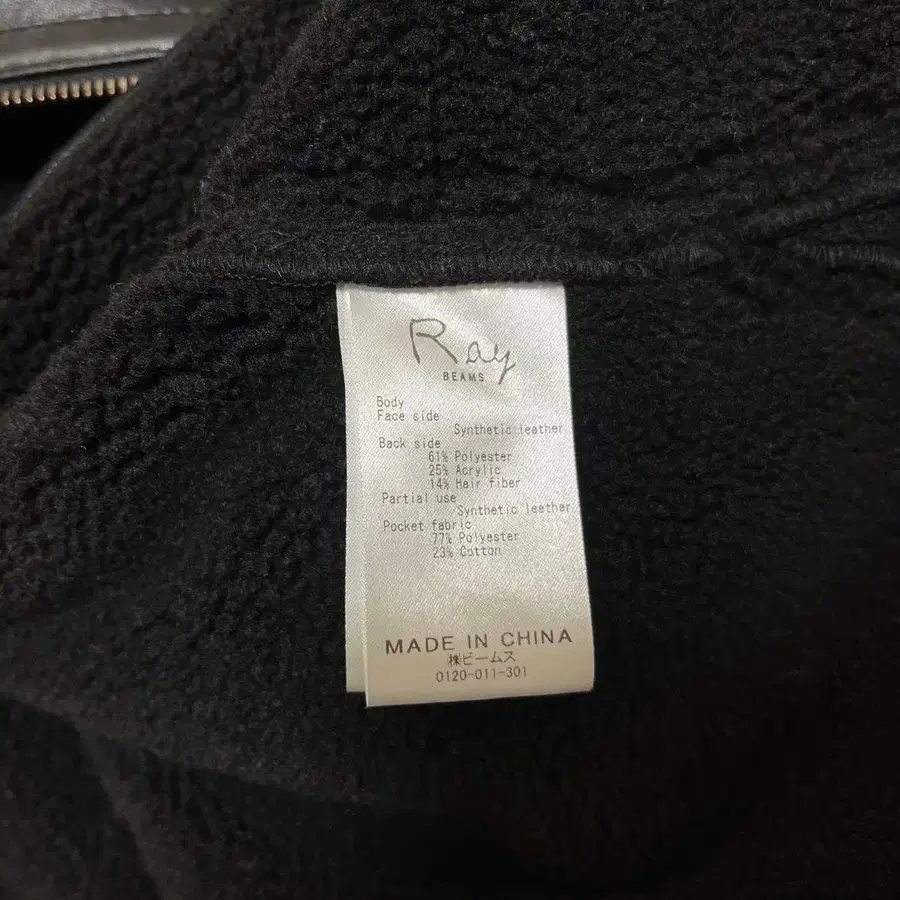 Ray
BEAMS
Body
Face side
Synthetic leather
Back side
61% Polyester
25% Acrylic
14% Hair fiber
Partial use
Synthetic leather
Pocket fabric
77% Polyester
23% Cotton
MADE IN CHINA
㈱ビームス
0120-011-301